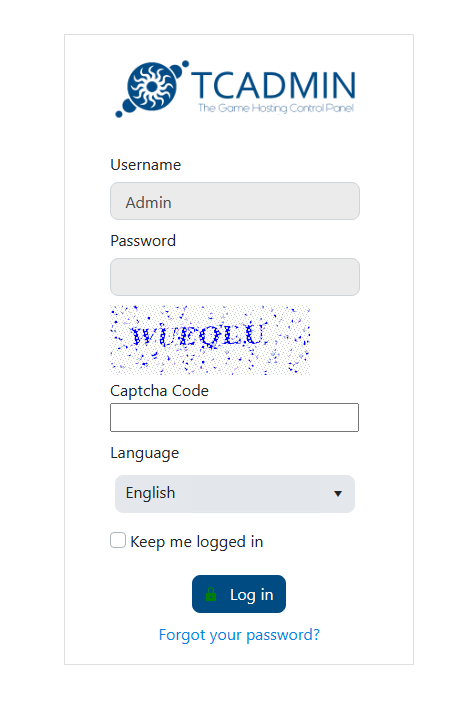 TCADMIN
The Game Hosting Control Panel
Username
Admin
Password
Captcha Code
Language
English
Keep me logged in
Log in
Forgot your password?